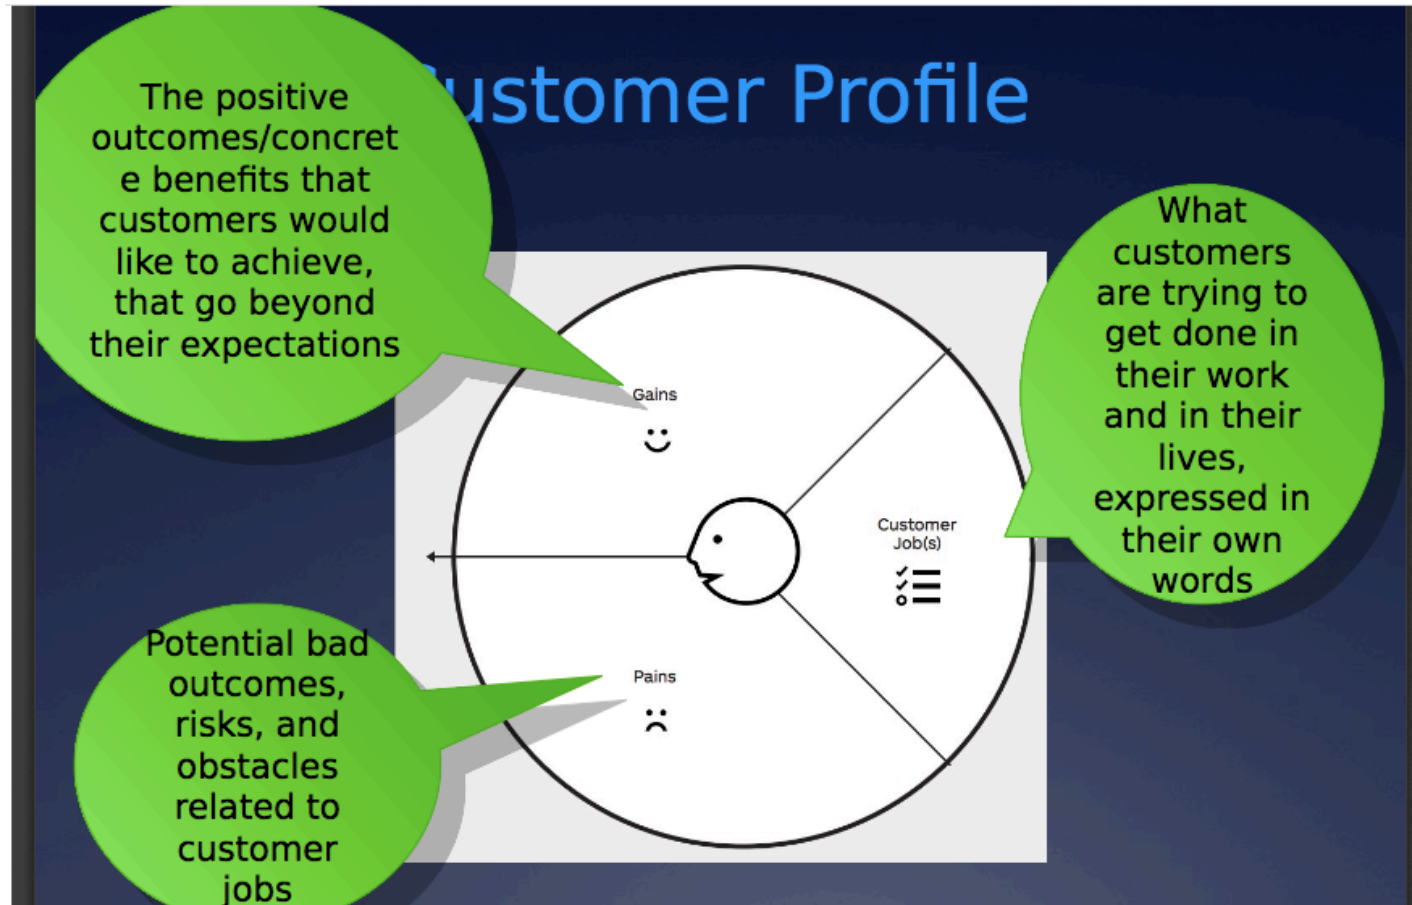 ustomer Profile
The positive
outcomes/concret
e benefits that
customers would
like to achieve,
that go beyond
their expectations
What
customers
are trying to
get done in
their work
and in their
lives,
expressed in
their own
words
Gains
Customer
Job(s)
Pains
Potential bad
outcomes,
risks, and
obstacles
related to
customer
jobs